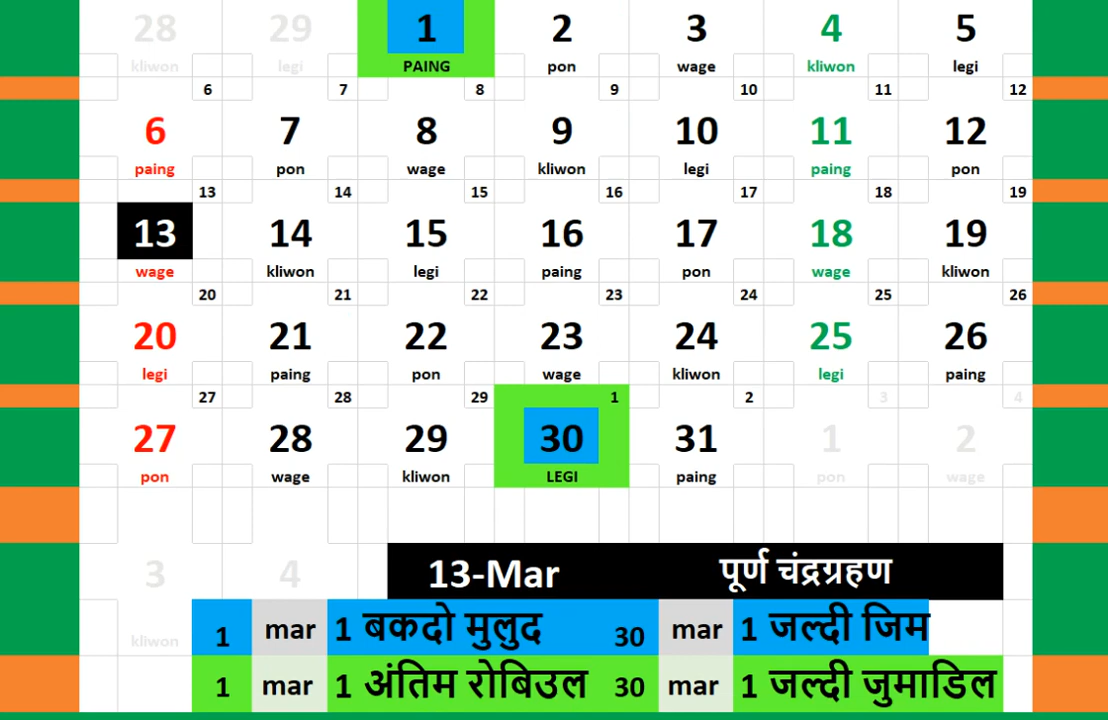 28 29 1 2 3 4 5
kliwon legi PAING pon wage kliwon legi
6 7 8 9 10 11 12
6 7 8 9 10 11 12
paing pon wage kliwon legi paing pon
13 14 15 16 17 18 19
13 14 15 16 17 18 19
wage kliwon legi paing pon wage kliwon
20 21 22 23 24 25 26
20 21 22 23 24 25 26
legi paing pon wage kliwon legi paing
27 28 29 1 2 3 4
27 28 29 30 31 1 2
pon wage kliwon LEGI paing pon wage
3 4 13-Mar पूर्ण चंद्रग्रहण
kliwon 1 mar 1 बकदो मुलुद 30 mar 1 जल्दी जिम
1 mar 1 अंतिम रोबिउल 30 mar 1 जल्दी जुमाडिल